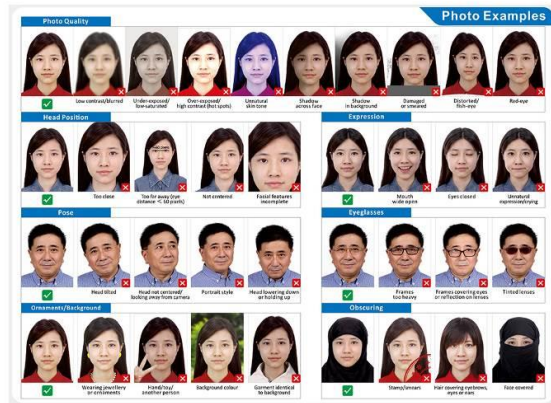 Photo Examples
Photo Quality
Low contrast/blurred
Under-exposed/
low-saturated
Over-exposed/
high contrast (hot spots)
Unnatural
skin tone
Shadow
across face
Shadow
in background
Damaged
or smeared
Distorted/
fish-eye
Red-eye
Head Position
Too close
Too far away (eye
distance < 60 pixels)
Not centered
Facial features
incomplete
Expression
Mouth
wide open
Eyes closed
Unnatural
expression/crying
Pose
Head tilted
Head not centered/
looking away from camera
Portrait style
Head lowering down
or holding up
Eyeglasses
Frames
too heavy
Frames covering eyes
or reflection on lenses
Tinted lenses
Ornaments/Background
Wearing jewellery
or ornaments
Hand/toy/
another person
Background colour
Garment identical
to background
Obscuring
Stamp/smears
Hair covering eyebrows,
eyes or ears
Face covered